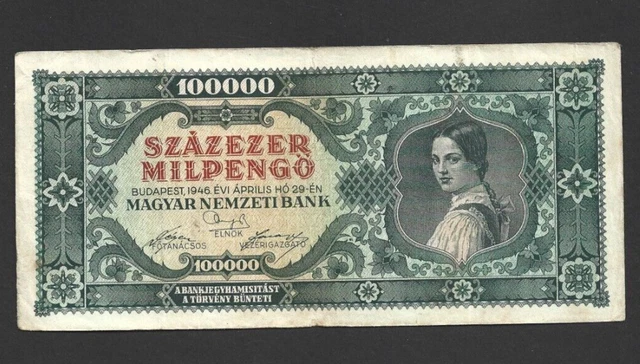 100000
SZÁZEZER
MILPENGŐ
BUDAPEST, 1946. ÉVI ÁPRILIS HÓ 29-ÉN
MAGYAR NEMZETI BANK
ELNÖK
FŐTANÁCSOS VEZÉRIGAZGATÓ
100000
A BANKJEGYHAMISÍTÁST
A TÖRVÉNY BÜNTETI